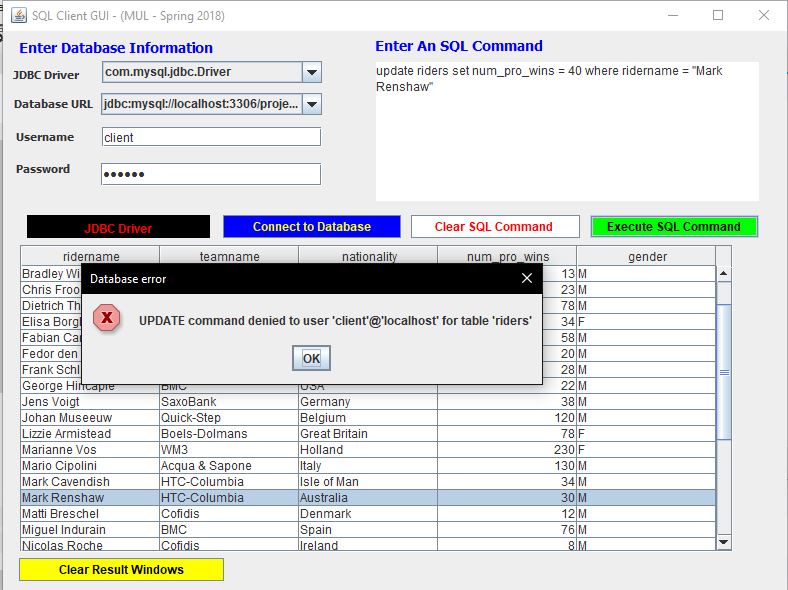 SQL Client GUI - (MUL - Spring 2018)
Enter Database Information
Enter An SQL Command
JDBC Driver
com.mysql.jdbc.Driver
Database URL
jdbc:mysql://localhost:3306/proje...
Username
client
Password
••••••
update riders set num_pro_wins = 40 where ridername = "Mark
Renshaw"
JDBC Driver
Connect to Database
Clear SQL Command
Execute SQL Command
ridername teamname nationality num_pro_wins gender
Bradley Wi 13 M
Chris Froo 23 M
Dietrich Th 78 M
Elisa Borg 34 F
Fabian Ca 58 M
Fedor den 20 M
Frank Schl 28 M
George Hincapie BMC USA 22 M
Database error
UPDATE command denied to user 'client'@'localhost' for table 'riders'
OK
Jens Voigt SaxoBank Germany 38 M
Johan Museeuw Quick-Step Belgium 120 M
Lizzie Armistead Boels-Dolmans Great Britain 78 F
Marianne Vos WM3 Holland 230 F
Mario Cipolini Acqua & Sapone Italy 130 M
Mark Cavendish HTC-Columbia Isle of Man 34 M
Mark Renshaw HTC-Columbia Australia 30 M
Matti Breschel Cofidis Denmark 12 M
Miguel Indurain BMC Spain 76 M
Nicolas Roche Cofidis Ireland 8 M
Clear Result Windows